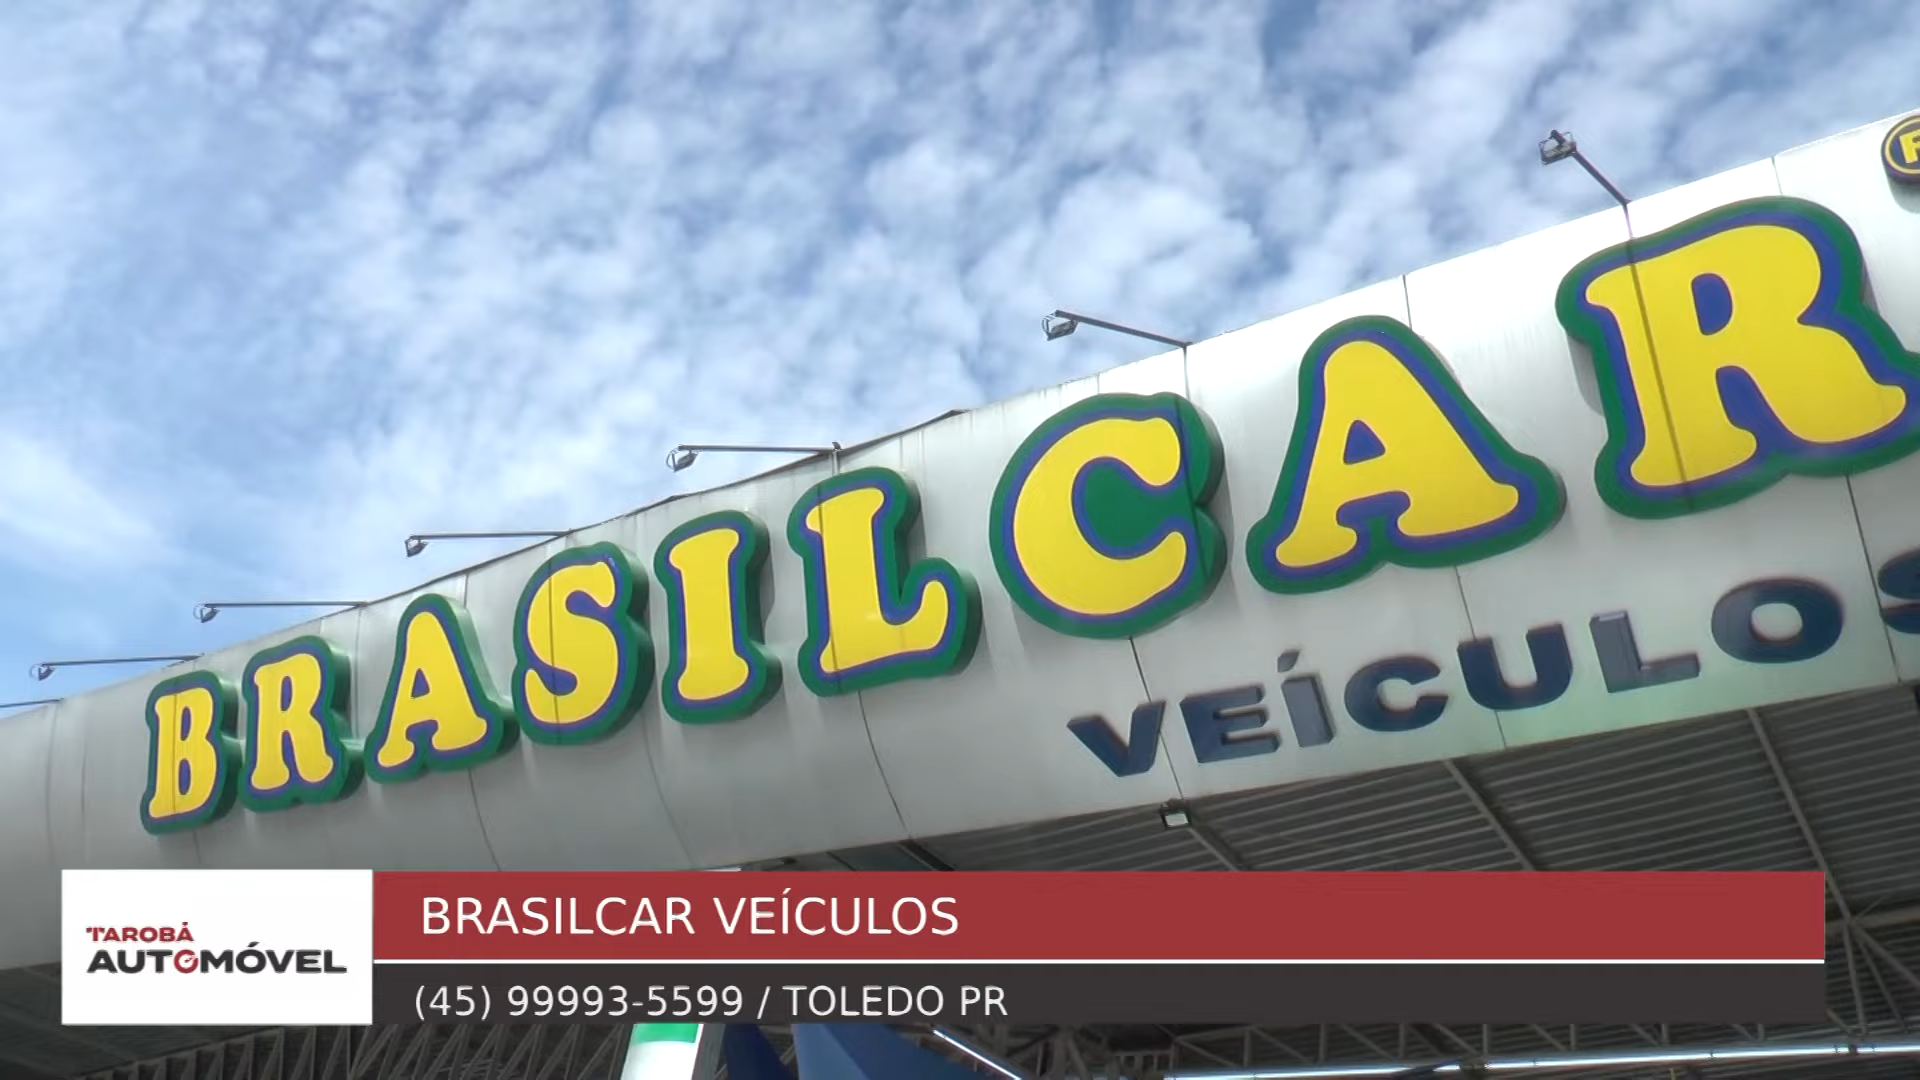 BRASILCAR
VEÍCULOS
TAROBÁ
AUTOMÓVEL
BRASILCAR VEÍCULOS
(45) 99993-5599 / TOLEDO PR